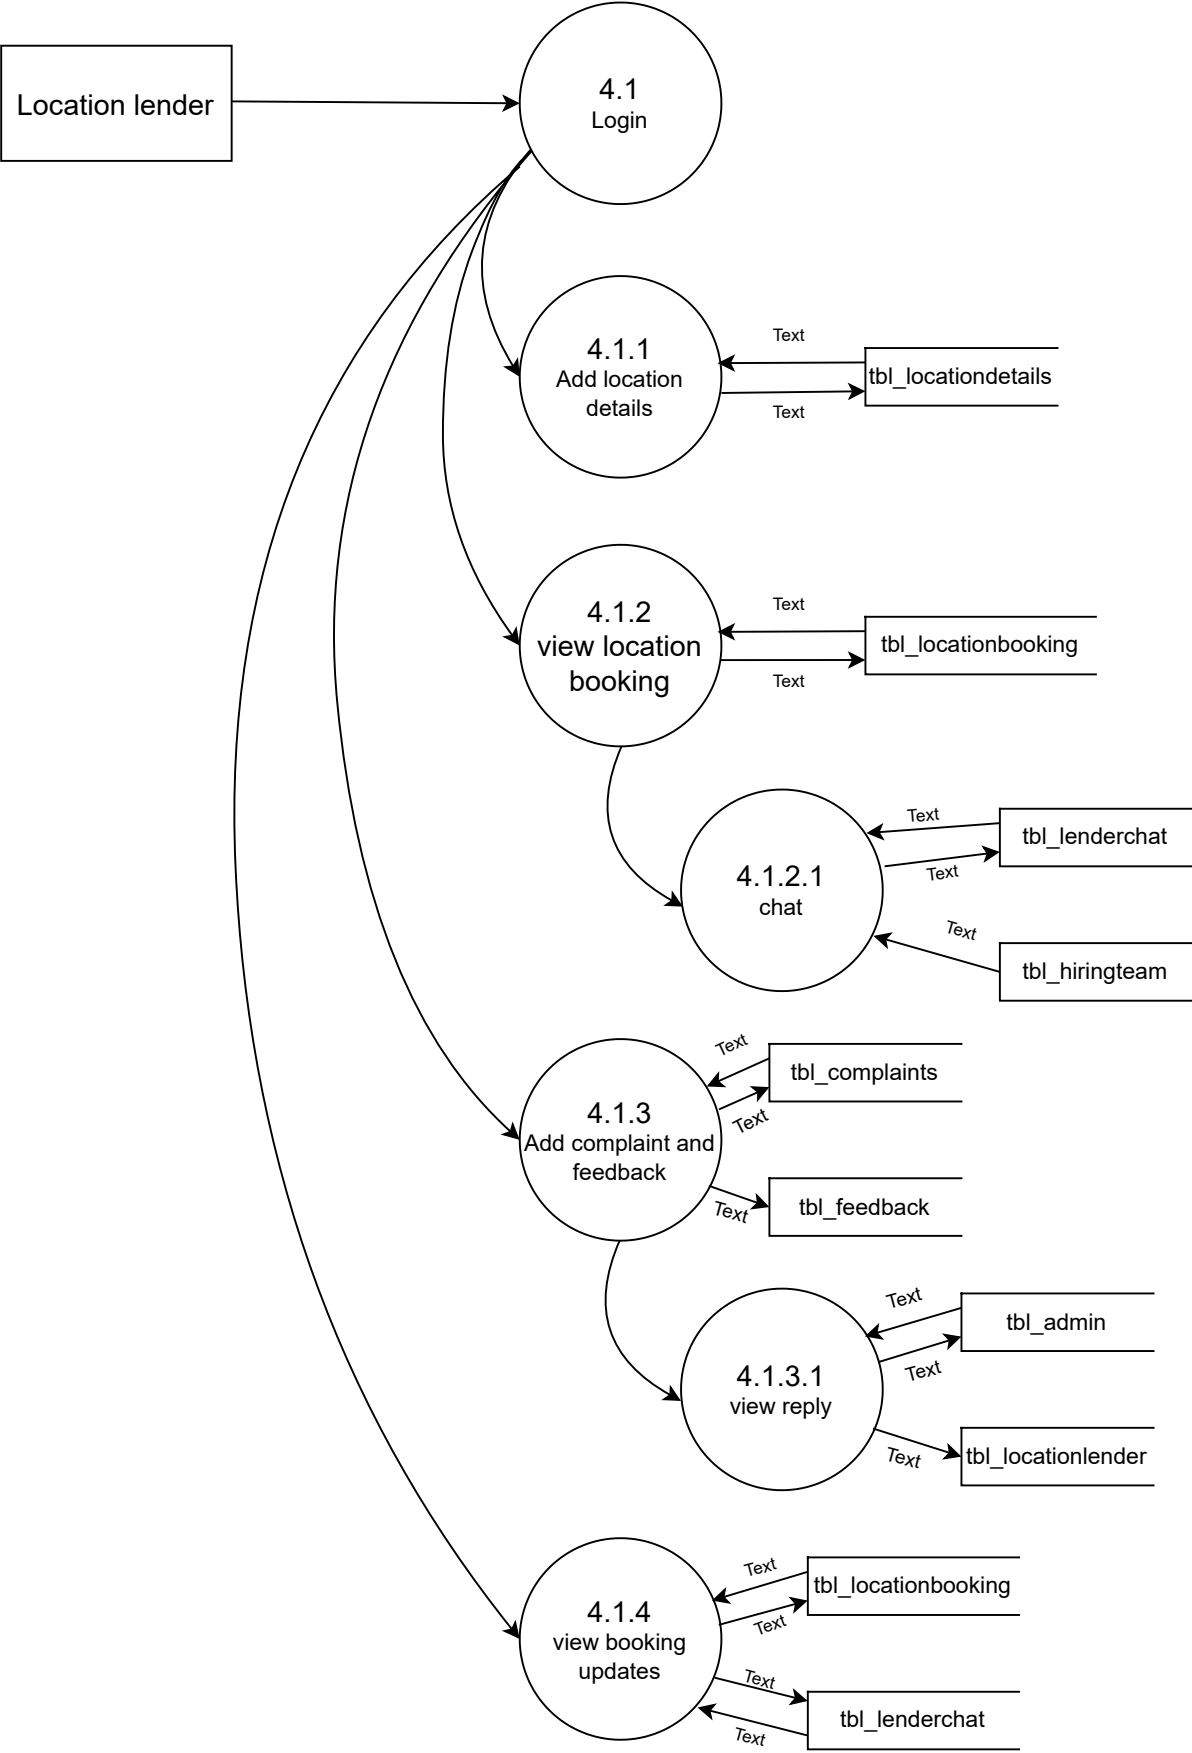 4.1
Login
Location lender
Text
4.1.1
Add location
details
tbl_locationdetails
Text
Text
4.1.2
view location
booking
tbl_locationbooking
Text
Text
tbl_lenderchat
Text
4.1.2.1
chat
Text
tbl_hiringteam
Text
tbl_complaints
4.1.3
Add complaint and
feedback
Text
tbl_feedback
Text
Text
tbl_admin
Text
4.1.3.1
view reply
Text
tbl_locationlender
Text
tbl_locationbooking
4.1.4
view booking
updates
Text
Text
tbl_lenderchat
Text